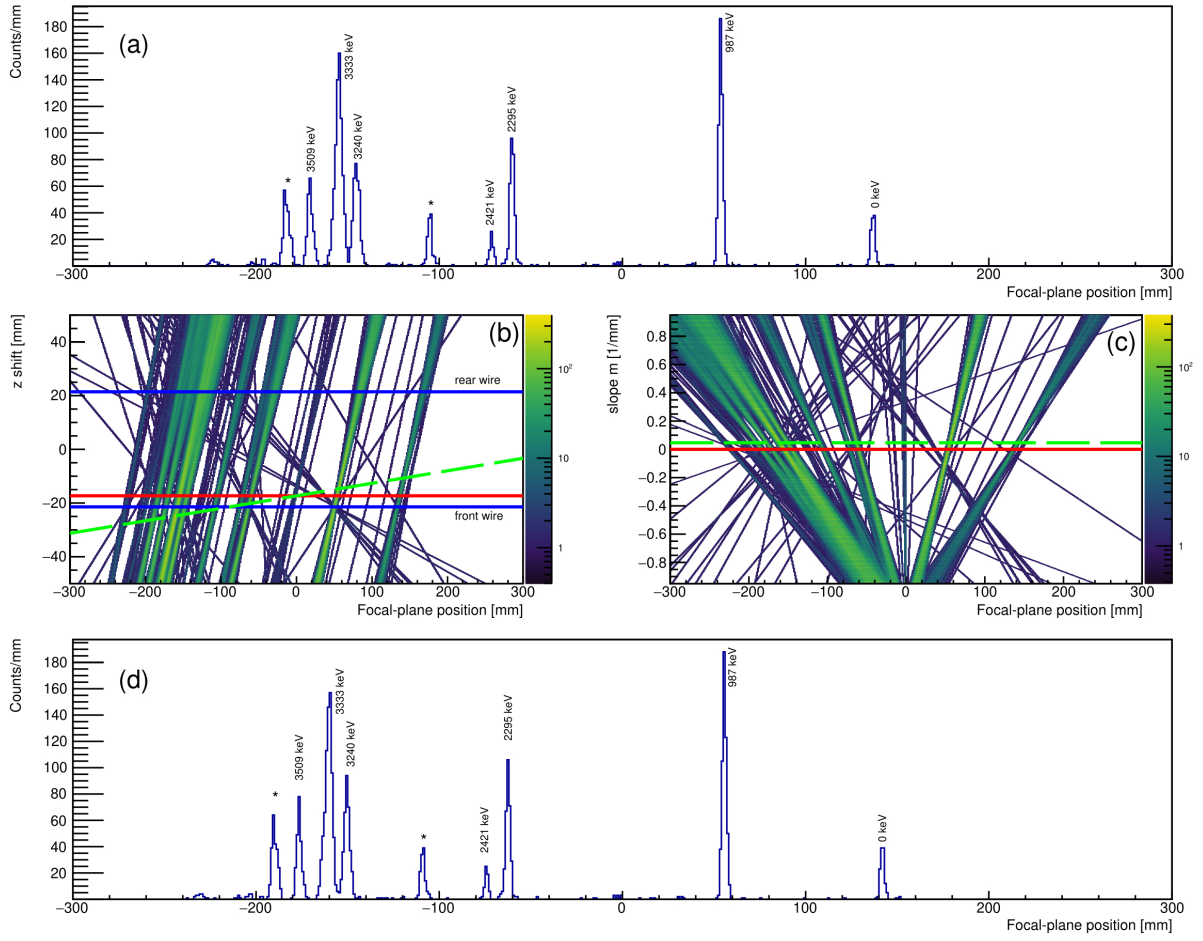 Counts/mm
180
160
140
120
100
80
60
40
20
(a)
*
3509 keV
3333 keV
3240 keV
*
2421 keV
2295 keV
987 keV
0 keV
−300
−200
−100
0
100
200
300
Focal-plane position [mm]
z shift [mm]
40
20
0
−20
−40
(b)
rear wire
front wire
10²
10
1
−300
−200
−100
0
100
200
300
Focal-plane position [mm]
slope m [1/mm]
0.8
0.6
0.4
0.2
0
−0.2
−0.4
−0.6
−0.8
(c)
10²
10
1
−300
−200
−100
0
100
200
300
Focal-plane position [mm]
Counts/mm
180
160
140
120
100
80
60
40
20
(d)
*
3509 keV
3333 keV
3240 keV
*
2421 keV
2295 keV
987 keV
0 keV
−300
−200
−100
0
100
200
300
Focal-plane position [mm]